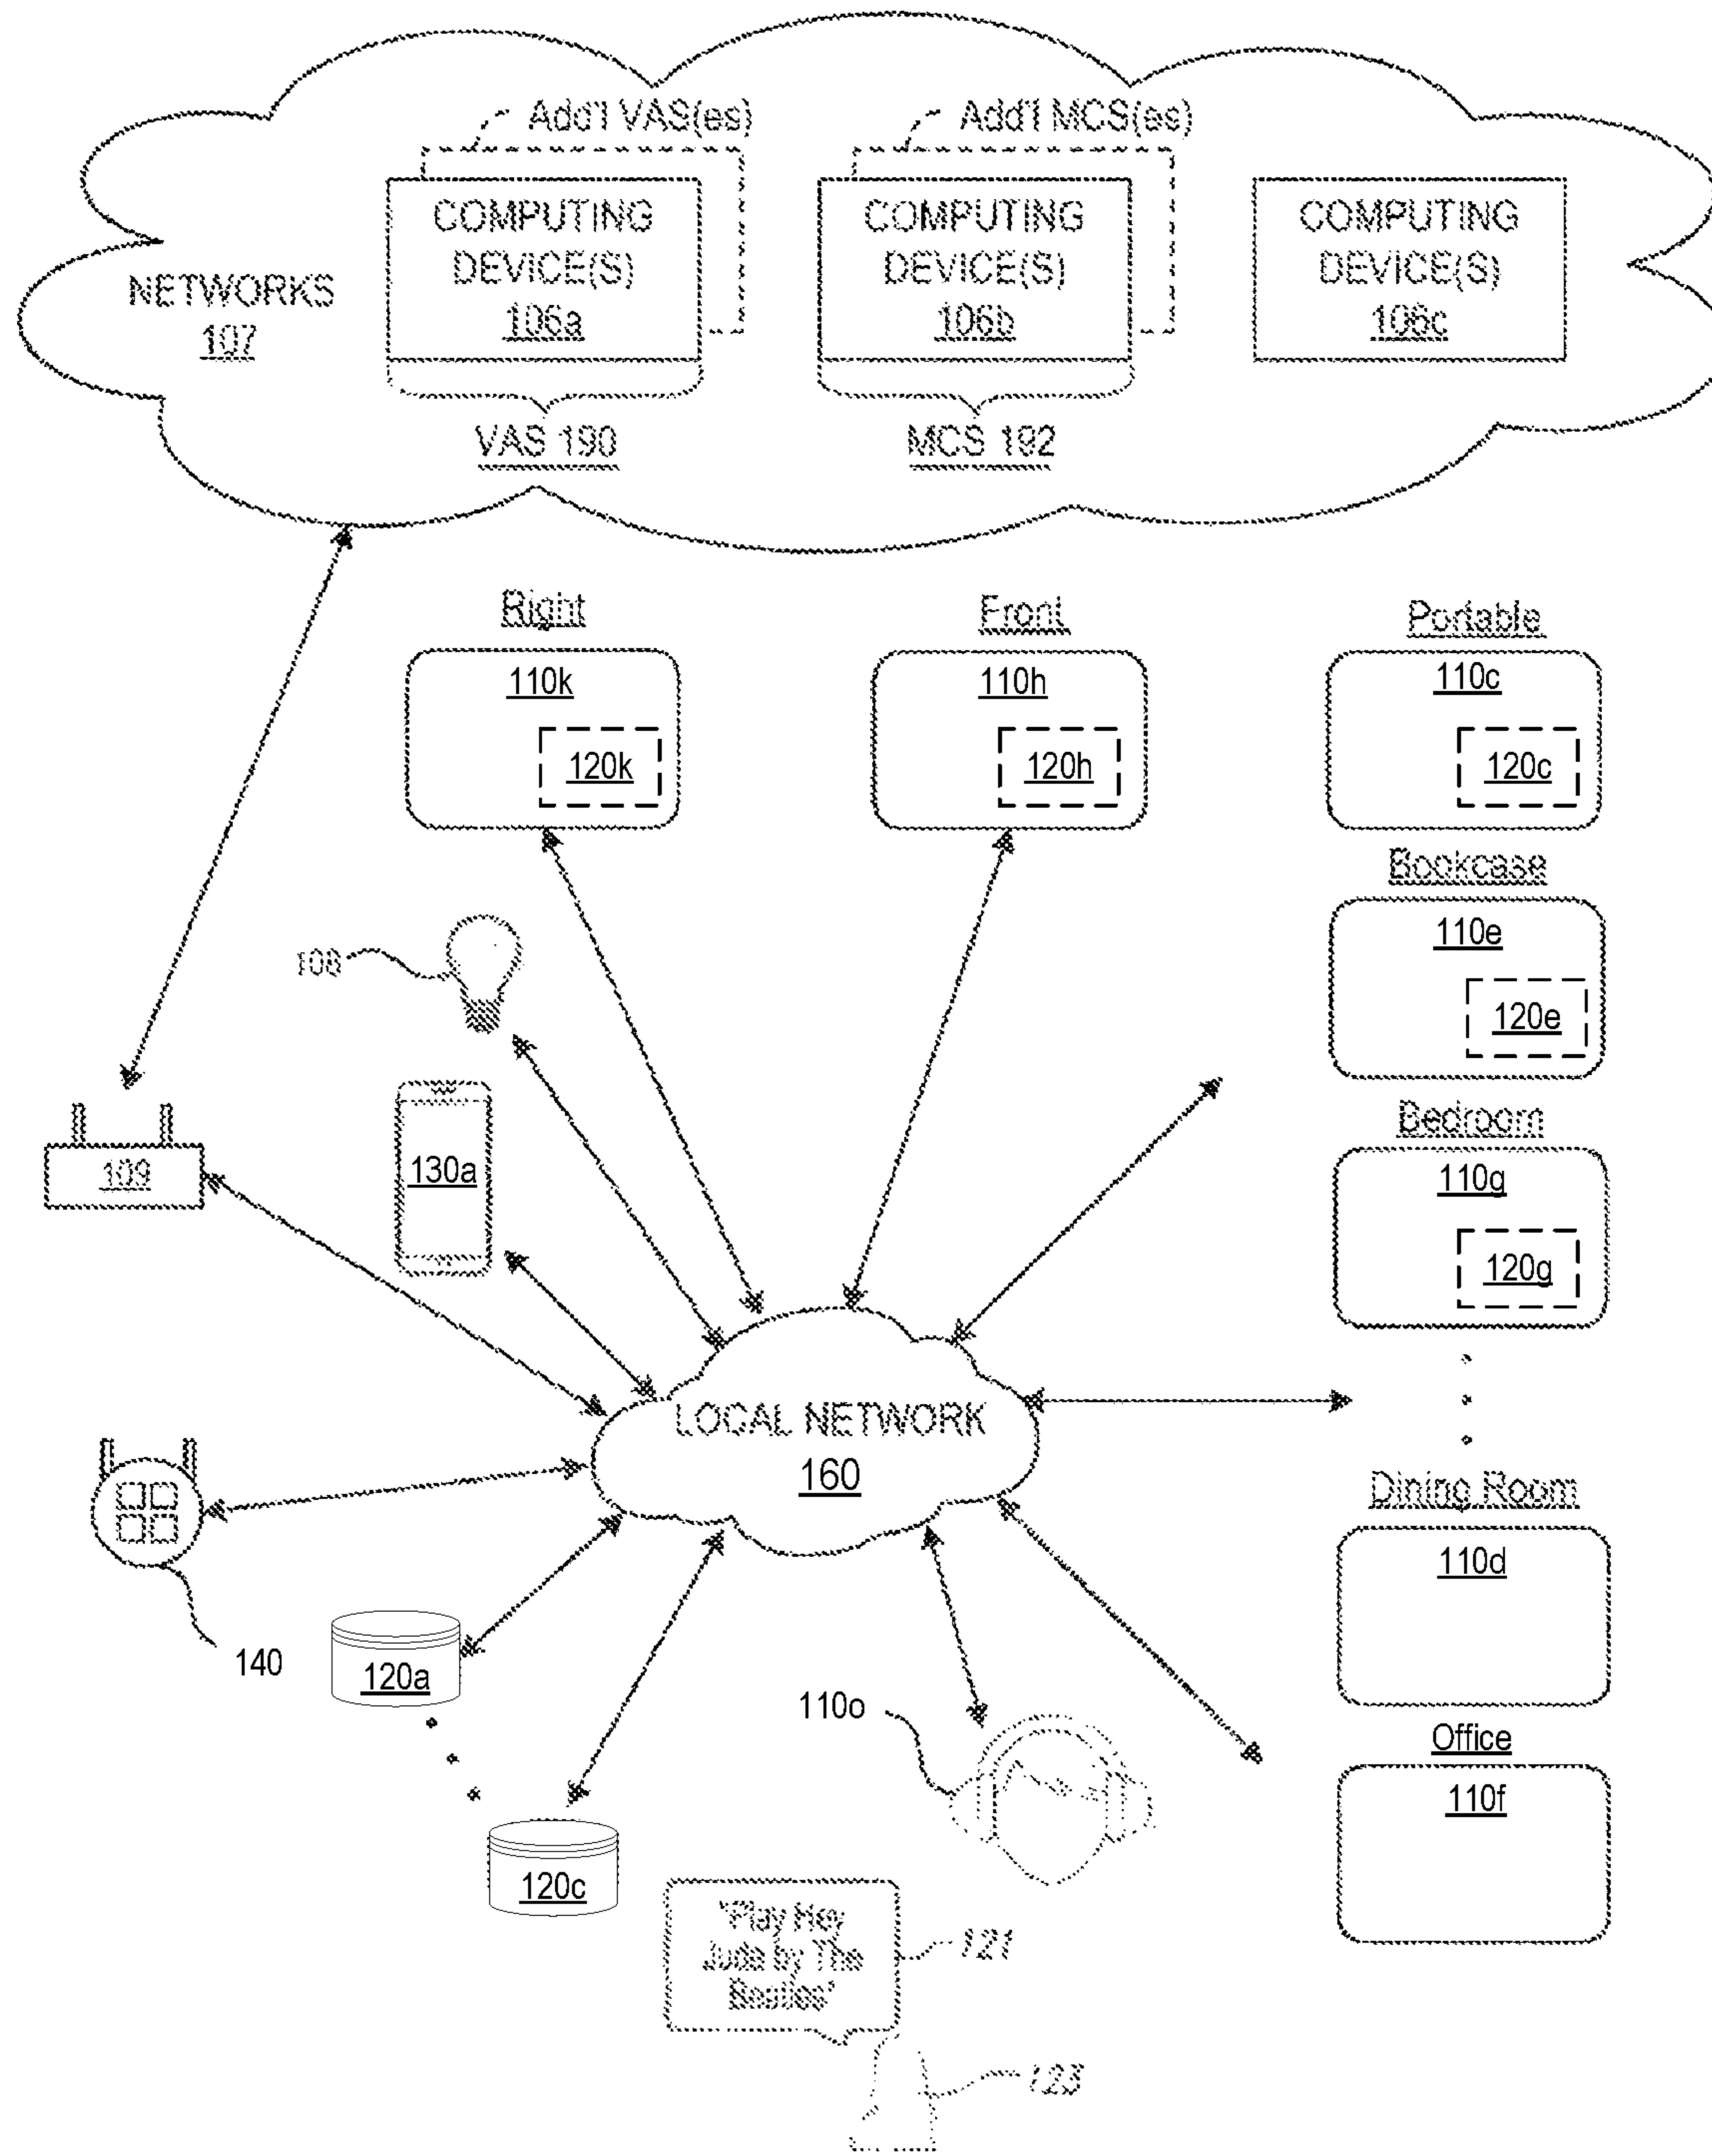 Add'l VAS(es)
Add'l MCS(es)
COMPUTING
DEVICE(S)
106a
COMPUTING
DEVICE(S)
106b
COMPUTING
DEVICE(S)
106c
NETWORKS
107
VAS 190
MCS 192
Right
110k
120k
Front
110h
120h
Portable
110c
120c
Bookcase
110e
120e
Bedroom
110g
120g
108
130a
109
LOCAL NETWORK
160
Dining Room
110d
Office
110f
140
120a
120c
110o
"Play Hey
Jude by The
Beatles"
121
123